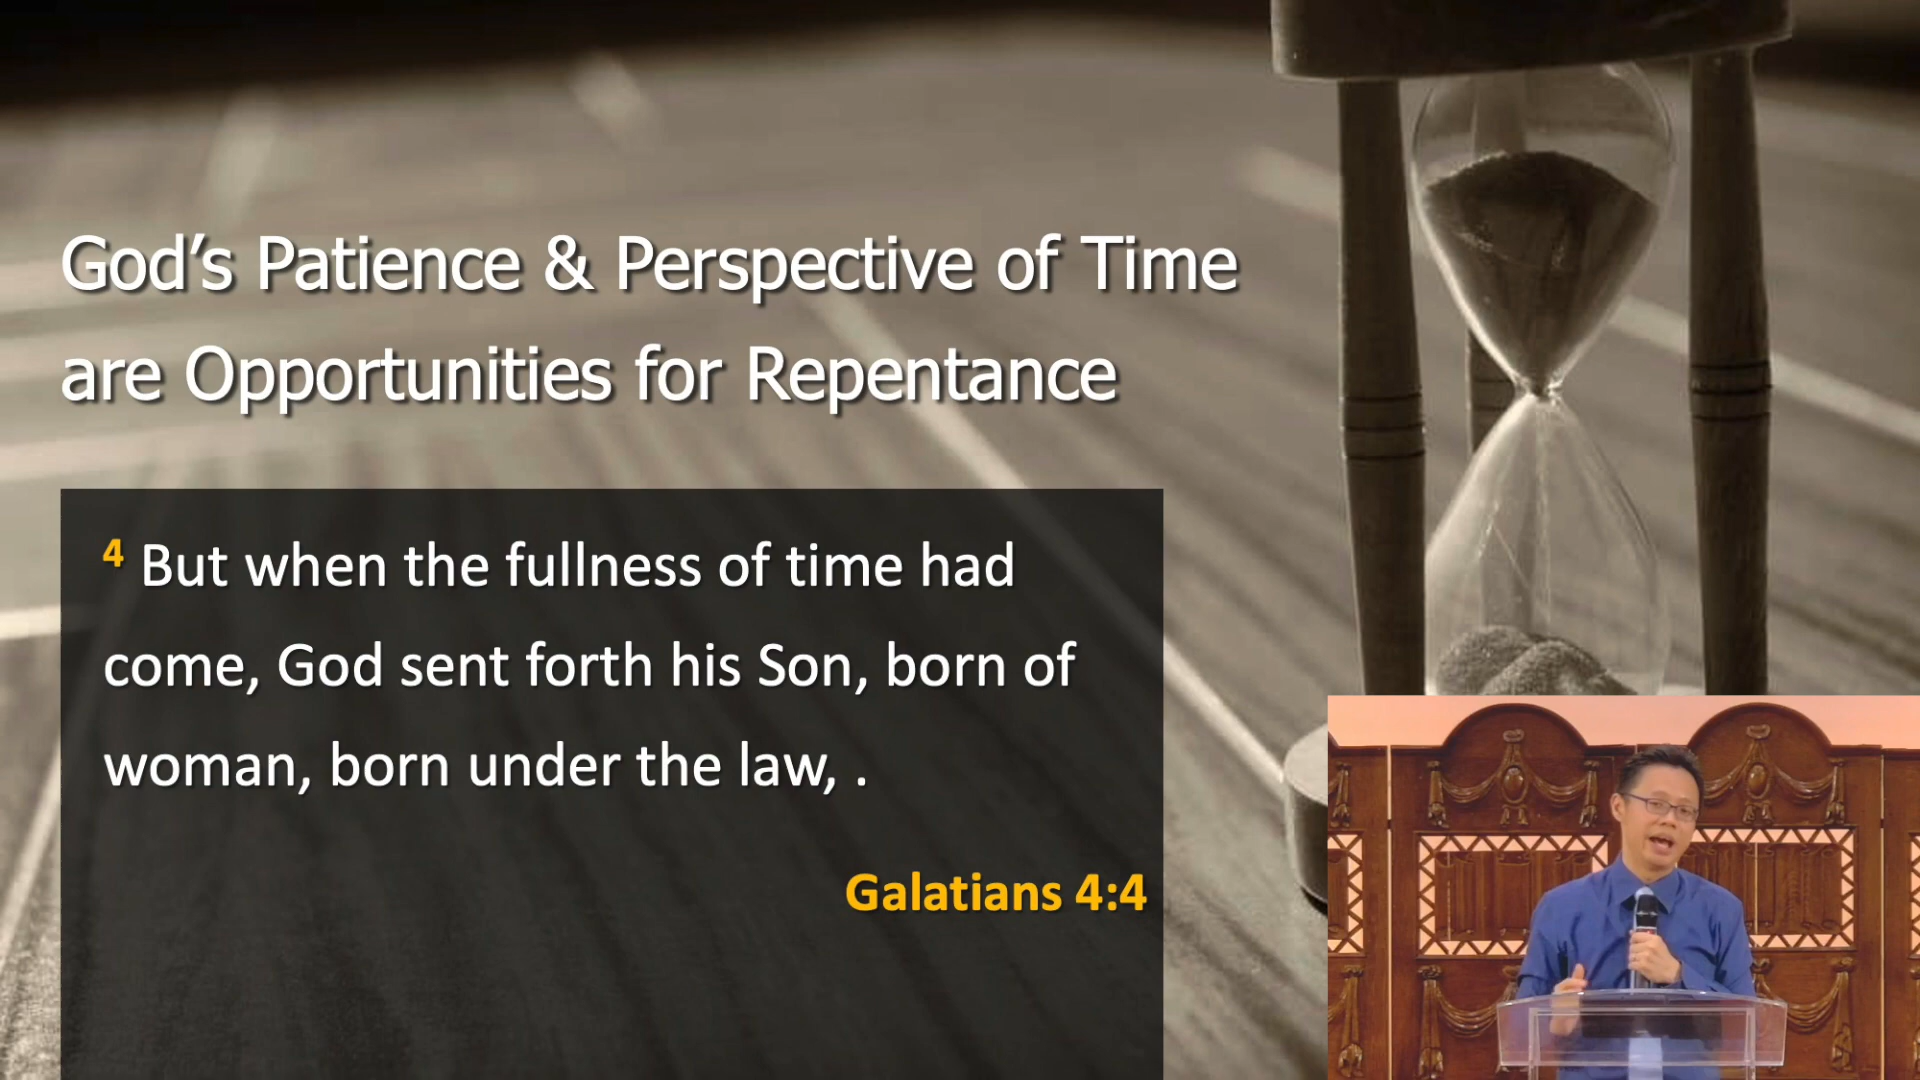 God’s Patience & Perspective of Time
are Opportunities for Repentance
4 But when the fullness of time had
come, God sent forth his Son, born of
woman, born under the law, .
Galatians 4:4